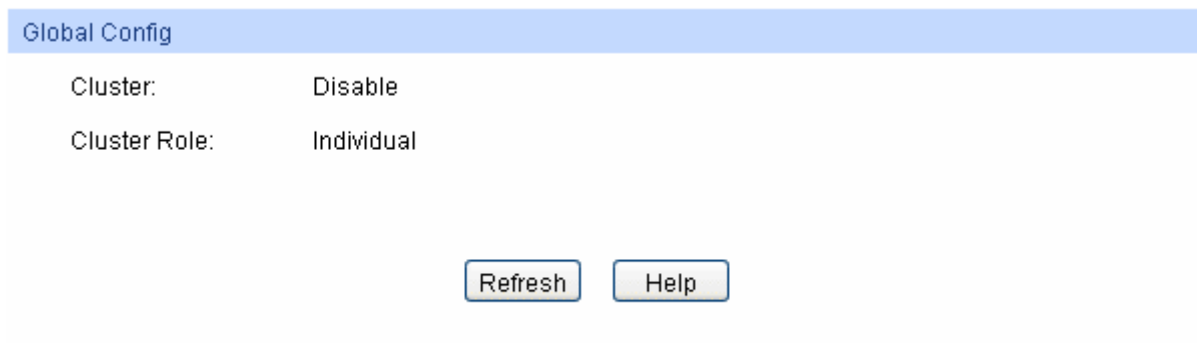 Global Config
Cluster: Disable
Cluster Role: Individual
Refresh Help